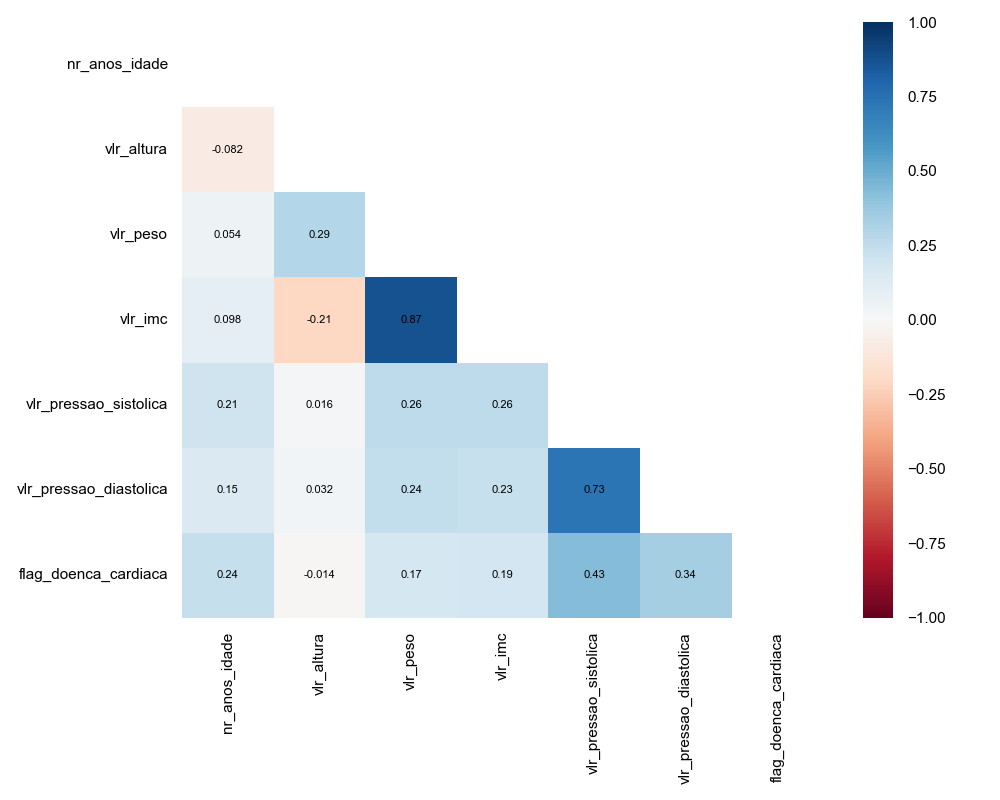 nr_anos_idade
vlr_altura
-0.082
vlr_peso
0.054 0.29
vlr_imc
0.098 -0.21 0.87
vlr_pressao_sistolica
0.21 0.016 0.26 0.26
vlr_pressao_diastolica
0.15 0.032 0.24 0.23 0.73
flag_doenca_cardiaca
0.24 -0.014 0.17 0.19 0.43 0.34
nr_anos_idade
vlr_altura
vlr_peso
vlr_imc
vlr_pressao_sistolica
vlr_pressao_diastolica
flag_doenca_cardiaca
1.00
0.75
0.50
0.25
0.00
−0.25
−0.50
−0.75
−1.00